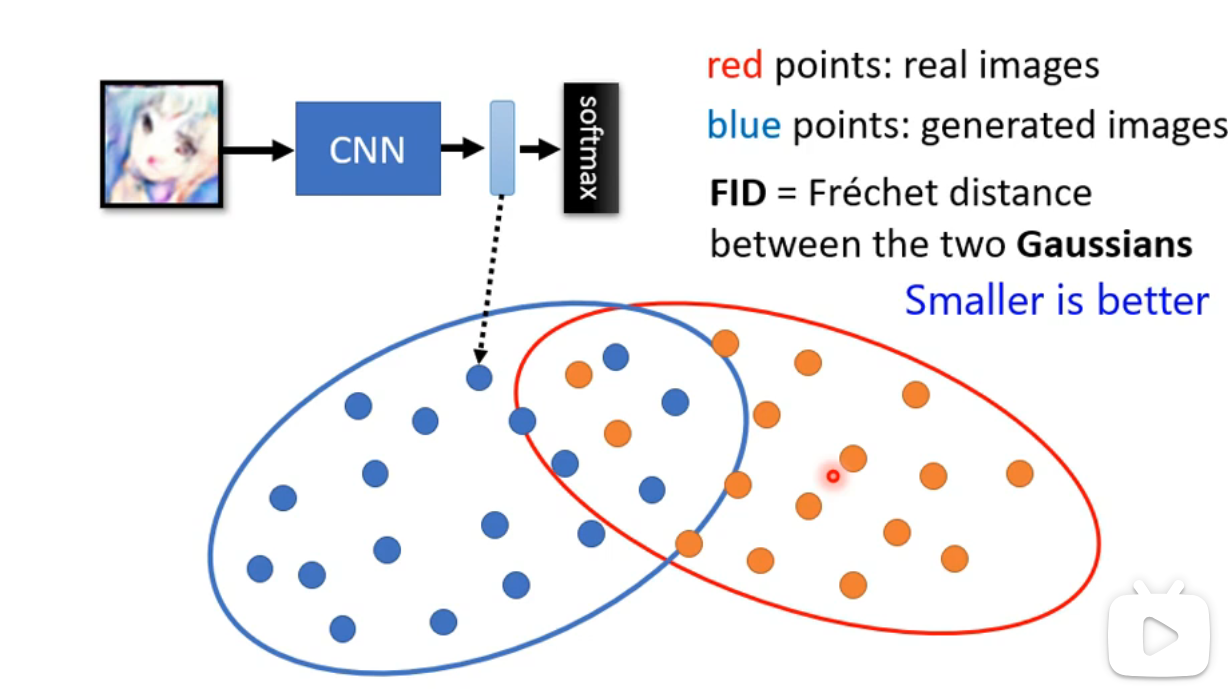 red points: real images
blue points: generated images
FID = Fréchet distance
between the two Gaussians
Smaller is better
CNN
softmax